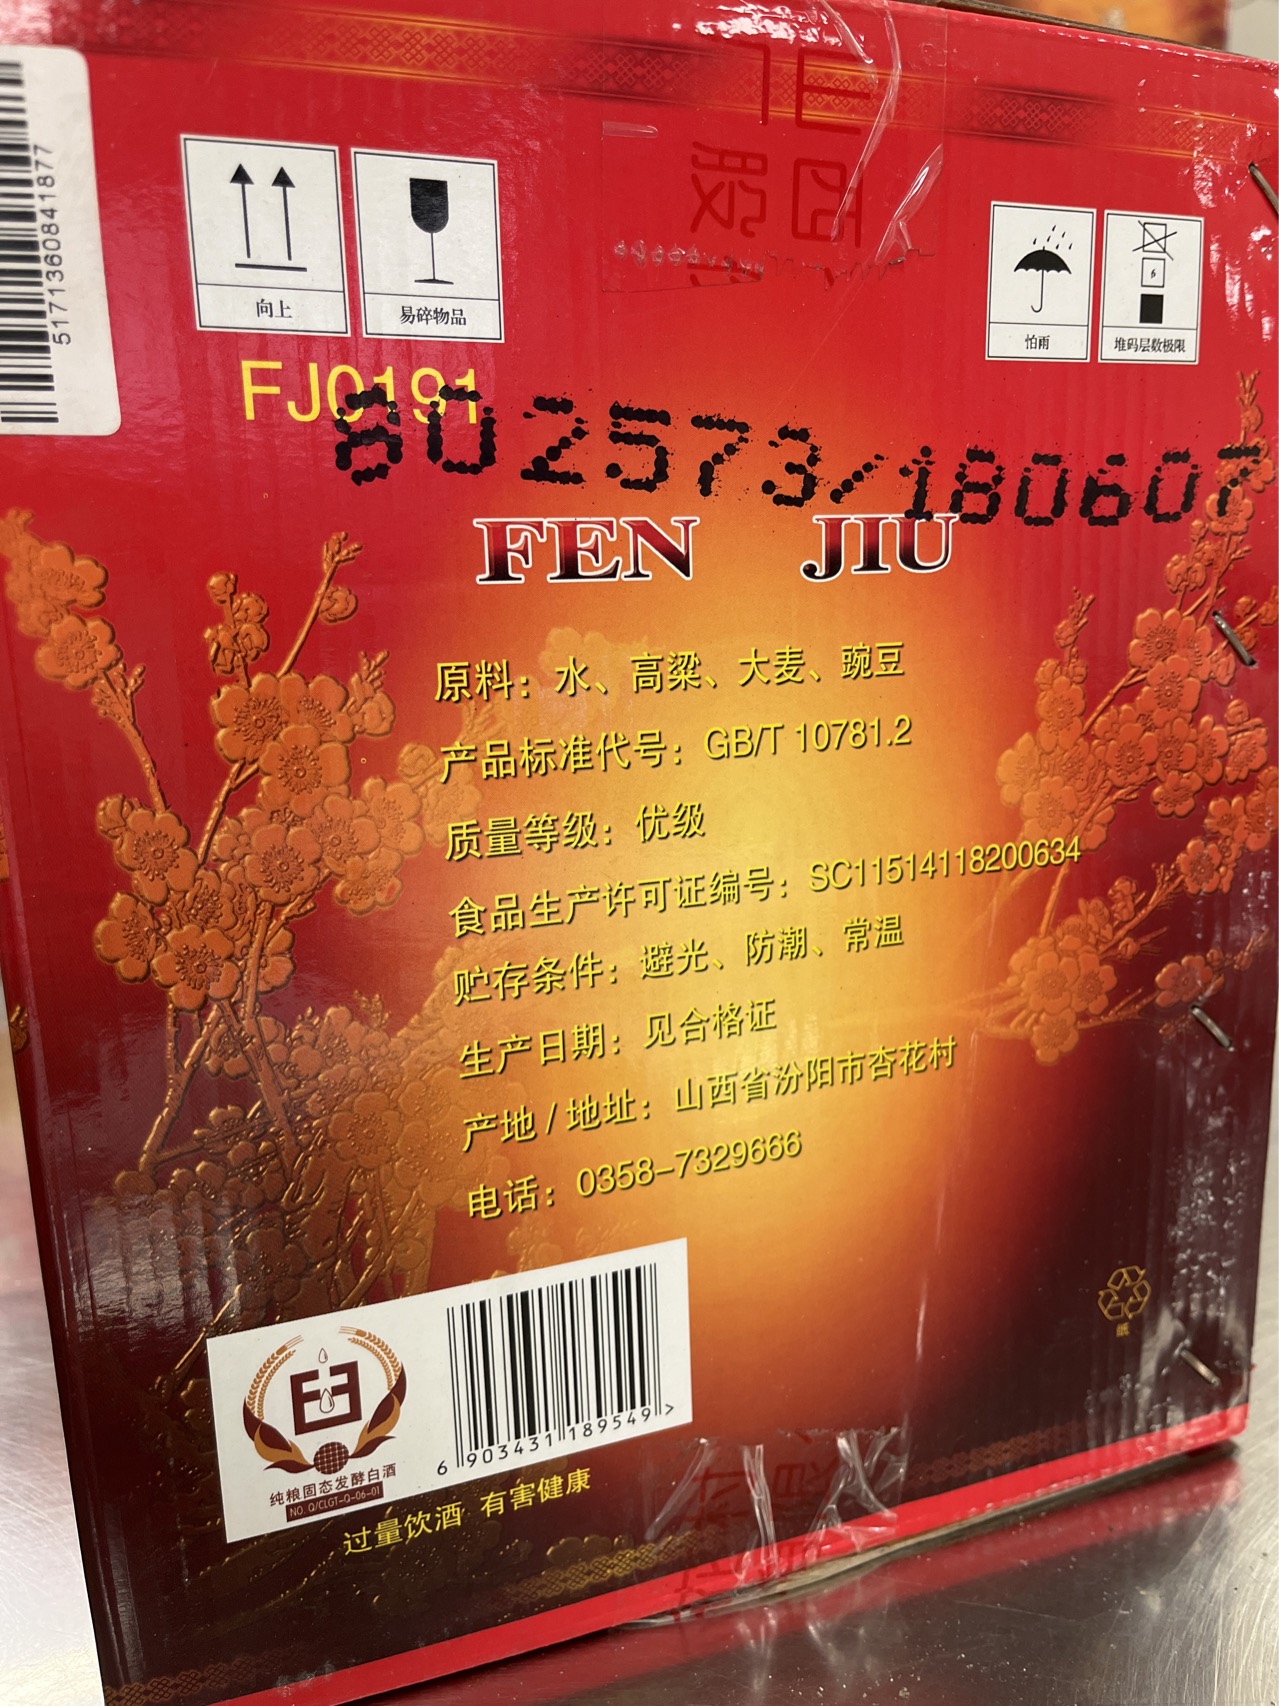 5171360841877
向上
易碎物品
怕雨
6
堆码层数极限
FJ0191
802573/180607
FEN JIU
原料：水、高粱、大麦、豌豆
产品标准代号：GB/T 10781.2
质量等级：优级
食品生产许可证编号：SC11514118200634
贮存条件：避光、防潮、常温
生产日期：见合格证
产地/地址：山西省汾阳市杏花村
电话：0358-7329666
纯粮固态发酵白酒
NO. Q/CLGT-Q-06-01
6 903431 189549 >
过量饮酒 有害健康
纸